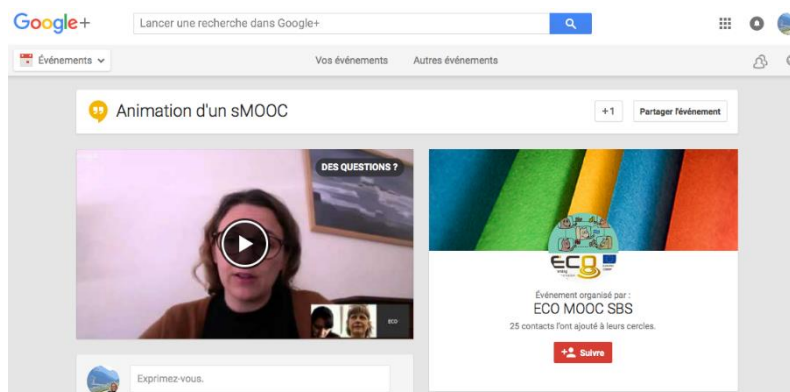 Google+
Lancer une recherche dans Google+
Événements
Vos événements
Autres événements
Animation d'un sMOOC
+1
Partager l'événement
DES QUESTIONS ?
ECO
ECO
Événement organisé par :
ECO MOOC SBS
25 contacts l'ont ajouté à leurs cercles.
Suivre
Exprimez-vous.